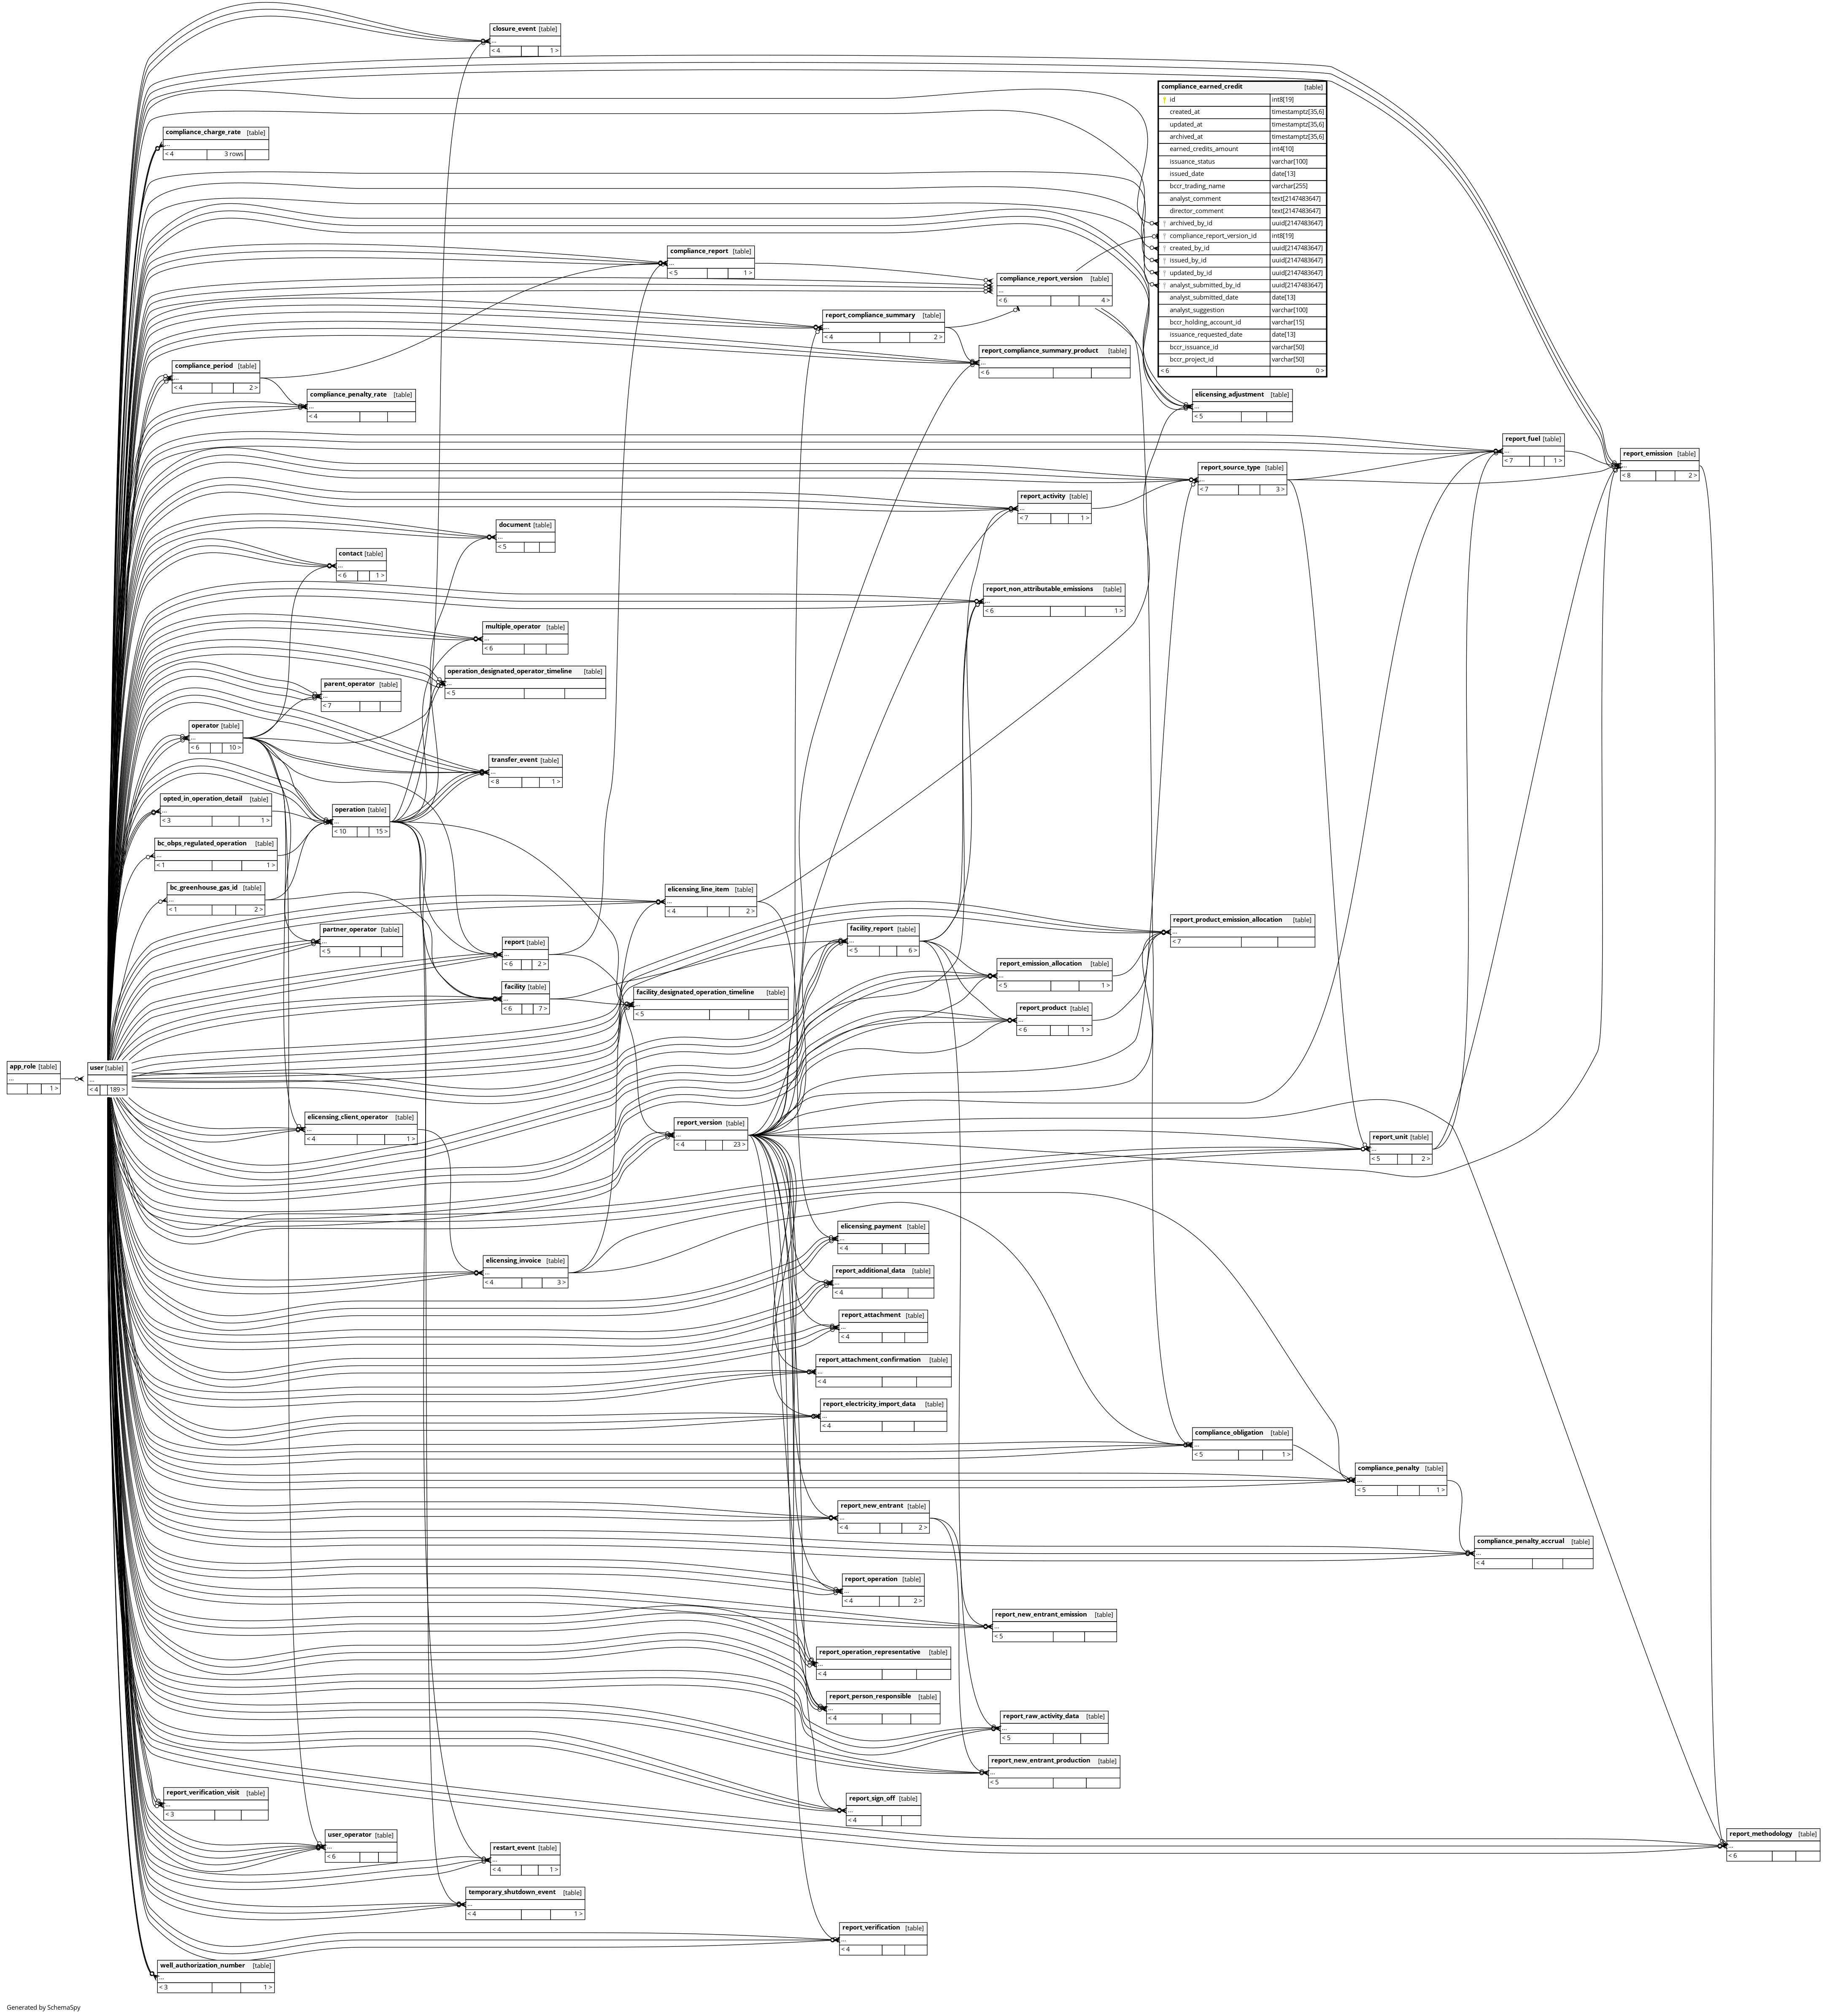 closure_event [table]
...
< 4 1 >
compliance_earned_credit [table]
id int8[19]
created_at timestamptz[35,6]
updated_at timestamptz[35,6]
archived_at timestamptz[35,6]
earned_credits_amount int4[10]
issuance_status varchar[100]
issued_date date[13]
bccr_trading_name varchar[255]
analyst_comment text[2147483647]
director_comment text[2147483647]
archived_by_id uuid[2147483647]
compliance_report_version_id int8[19]
created_by_id uuid[2147483647]
issued_by_id uuid[2147483647]
updated_by_id uuid[2147483647]
analyst_submitted_by_id uuid[2147483647]
analyst_submitted_date date[13]
analyst_suggestion varchar[100]
bccr_holding_account_id varchar[15]
issuance_requested_date date[13]
bccr_issuance_id varchar[50]
bccr_project_id varchar[50]
< 6 0 >
compliance_charge_rate [table]
...
< 4 3 rows
compliance_report [table]
...
< 5 1 >
compliance_report_version [table]
...
< 6 4 >
report_compliance_summary [table]
...
< 4 2 >
report_compliance_summary_product [table]
...
< 6
compliance_period [table]
...
< 4 2 >
compliance_penalty_rate [table]
...
< 4
elicensing_adjustment [table]
...
< 5
report_fuel [table]
...
< 7 1 >
report_emission [table]
...
< 8 2 >
report_source_type [table]
...
< 7 3 >
report_activity [table]
...
< 7 1 >
document [table]
...
< 5
contact [table]
...
< 6 1 >
report_non_attributable_emissions [table]
...
< 6 1 >
multiple_operator [table]
...
< 6
operation_designated_operator_timeline [table]
...
< 5
parent_operator [table]
...
< 7
operator [table]
...
< 6 10 >
transfer_event [table]
...
< 8 1 >
opted_in_operation_detail [table]
...
< 3 1 >
operation [table]
...
< 10 15 >
bc_obps_regulated_operation [table]
...
< 1 1 >
bc_greenhouse_gas_id [table]
...
< 1 2 >
elicensing_line_item [table]
...
< 4 2 >
report_product_emission_allocation [table]
...
< 7
partner_operator [table]
...
< 5
facility_report [table]
...
< 5 6 >
report [table]
...
< 6 2 >
report_emission_allocation [table]
...
< 5 1 >
facility [table]
...
< 6 7 >
facility_designated_operation_timeline [table]
...
< 5
report_product [table]
...
< 6 1 >
app_role [table]
...
1 >
user [table]
...
< 4 189 >
elicensing_client_operator [table]
...
< 4 1 >
report_version [table]
...
< 4 23 >
report_unit [table]
...
< 5 2 >
elicensing_payment [table]
...
< 4
elicensing_invoice [table]
...
< 4 3 >
report_additional_data [table]
...
< 4
report_attachment [table]
...
< 4
report_attachment_confirmation [table]
...
< 4
report_electricity_import_data [table]
...
< 4
compliance_obligation [table]
...
< 5 1 >
compliance_penalty [table]
...
< 5 1 >
report_new_entrant [table]
...
< 4 2 >
compliance_penalty_accrual [table]
...
< 4
report_operation [table]
...
< 4 2 >
report_new_entrant_emission [table]
...
< 5
report_operation_representative [table]
...
< 4
report_person_responsible [table]
...
< 4
report_raw_activity_data [table]
...
< 5
report_new_entrant_production [table]
...
< 5
report_verification_visit [table]
...
< 3
report_sign_off [table]
...
< 4
user_operator [table]
...
< 6
restart_event [table]
...
< 4 1 >
report_methodology [table]
...
< 6
temporary_shutdown_event [table]
...
< 4 1 >
report_verification [table]
...
< 4
well_authorization_number [table]
...
< 3 1 >
Generated by SchemaSpy